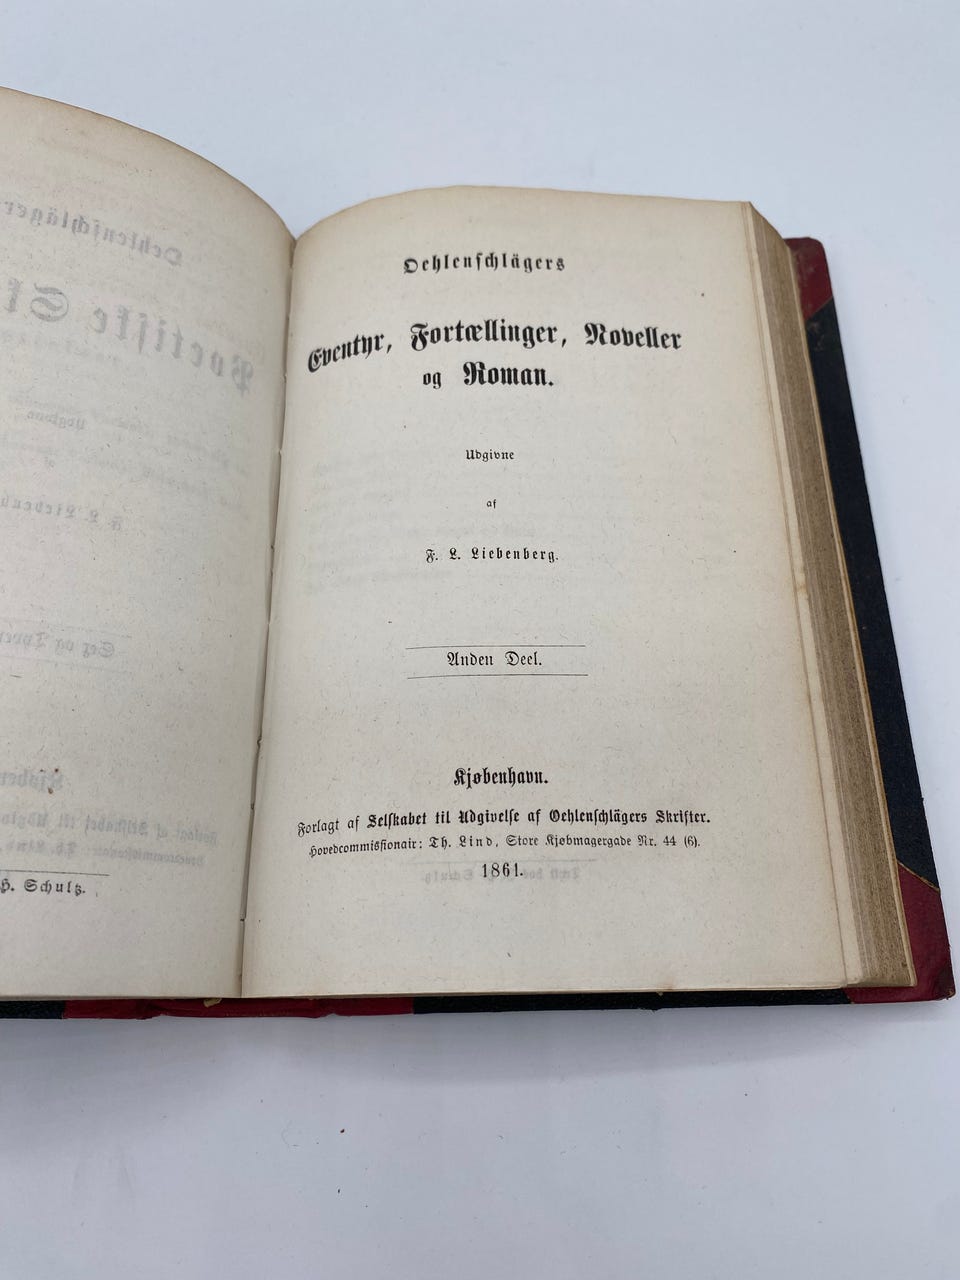 H. Schultz.
Oehlenschlägers
Eventyr, Fortællinger, Noveller
og Roman.
Udgivne
af
F. L. Liebenberg.
Anden Deel.
Kjøbenhavn.
Forlagt af Selskabet til Udgivelse af Oehlenschlägers Skrifter.
Hovedcommissionair: Th. Lind, Store Kjøbmagergade Nr. 44 (6).
1861.